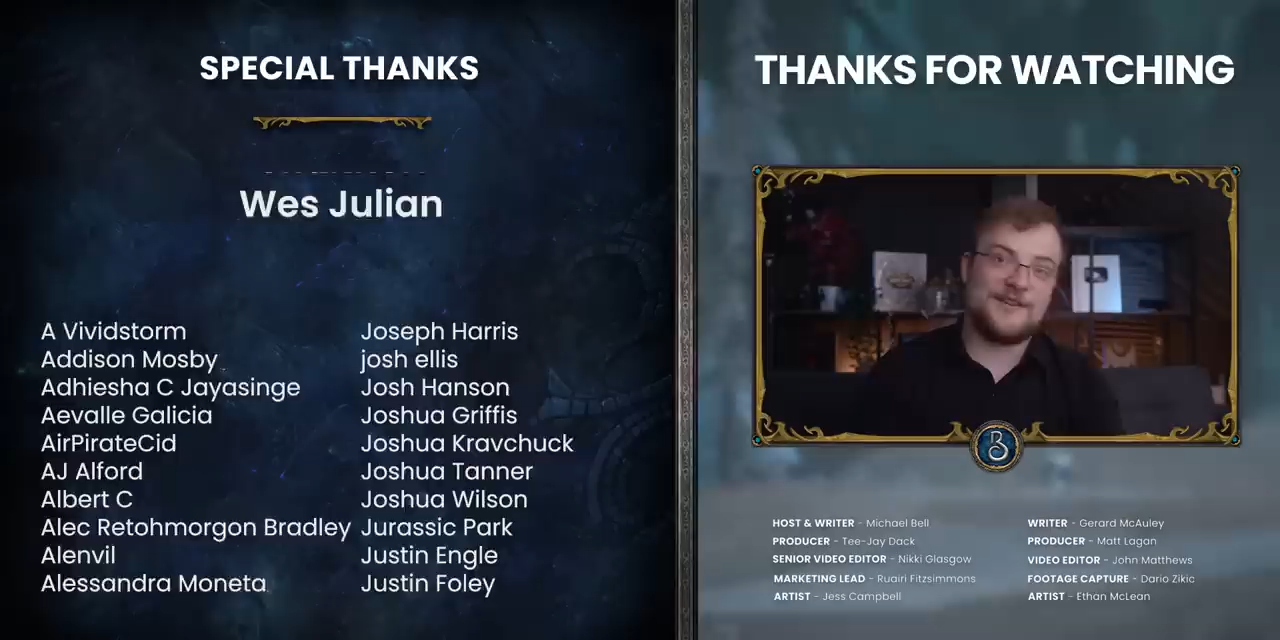 SPECIAL THANKS
Wes Julian
A Vividstorm
Addison Mosby
Adhiesha C Jayasinge
Aevalle Galicia
AirPirateCid
AJ Alford
Albert C
Alec Retohmorgon Bradley
Alenvil
Alessandra Moneta
Joseph Harris
josh ellis
Josh Hanson
Joshua Griffis
Joshua Kravchuck
Joshua Tanner
Joshua Wilson
Jurassic Park
Justin Engle
Justin Foley
THANKS FOR WATCHING
B
HOST & WRITER - Michael Bell
PRODUCER - Tee-Jay Dack
SENIOR VIDEO EDITOR - Nikki Glasgow
MARKETING LEAD - Ruairi Fitzsimmons
ARTIST - Jess Campbell
WRITER - Gerard McAuley
PRODUCER - Matt Lagan
VIDEO EDITOR - John Matthews
FOOTAGE CAPTURE - Dario Zikic
ARTIST - Ethan McLean